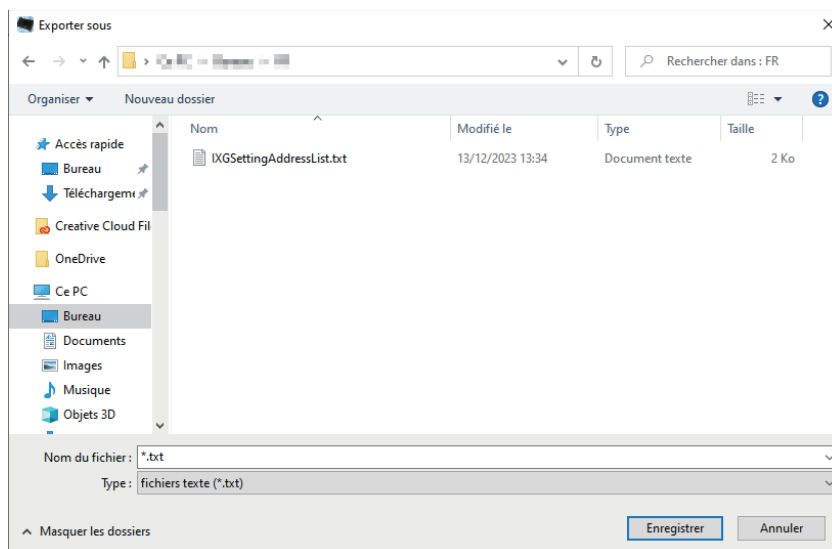 Exporter sous
Rechercher dans : FR
Organiser
Nouveau dossier
Nom
Modifié le
Type
Taille
IXGSettingAddressList.txt
13/12/2023 13:34
Document texte
2 Ko
Accès rapide
Bureau
Téléchargeme
Creative Cloud Fil
OneDrive
Ce PC
Bureau
Documents
Images
Musique
Objets 3D
Nom du fichier : *.txt
Type : fichiers texte (*.txt)
Masquer les dossiers
Enregistrer
Annuler